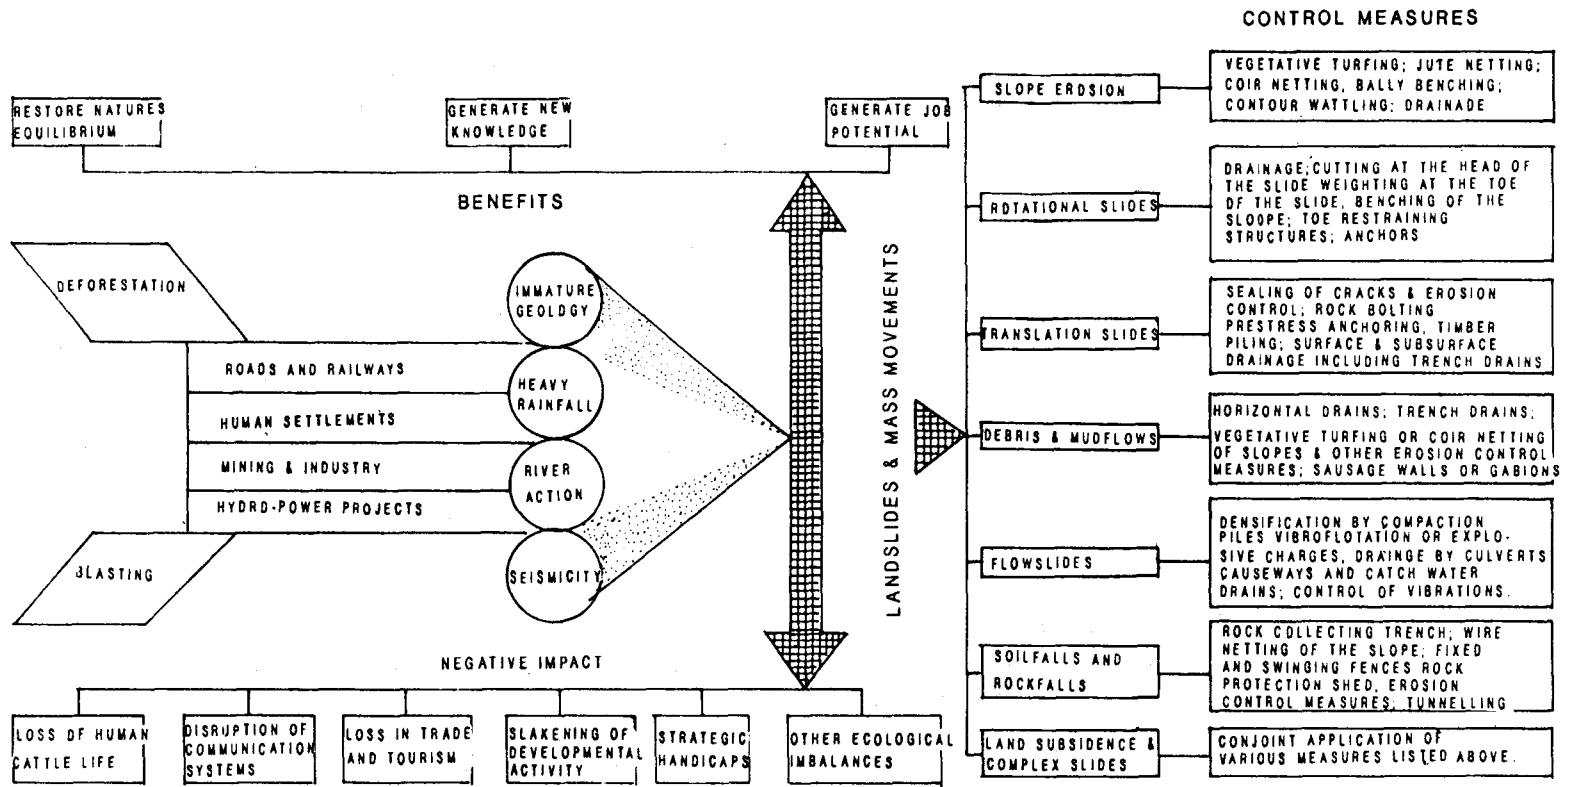 CONTROL MEASURES
RESTORE NATURES
EQUILIBRIUM
GENERATE NEW
KNOWLEDGE
GENERATE JOB
POTENTIAL
BENEFITS
DEFORESTATION
ROADS AND RAILWAYS
HUMAN SETTLEMENTS
MINING & INDUSTRY
HYDRO-POWER PROJECTS
BLASTING
IMMATURE
GEOLOGY
HEAVY
RAINFALL
RIVER
ACTION
SEISMICITY
NEGATIVE IMPACT
LOSS OF HUMAN
CATTLE LIFE
DISRUPTION OF
COMMUNICATION
SYSTEMS
LOSS IN TRADE
AND TOURISM
SLAKENING OF
DEVELOPMENTAL
ACTIVITY
STRATEGIC
HANDICAPS
OTHER ECOLOGICAL
IMBALANCES
LANDSLIDES & MASS MOVEMENTS
SLOPE EROSION
VEGETATIVE TURFING; JUTE NETTING;
COIR NETTING, BALLY BENCHING;
CONTOUR WATTLING; DRAINADE
ROTATIONAL SLIDES
DRAINAGE;CUTTING AT THE HEAD OF
THE SLIDE WEIGHTING AT THE TOE
OF THE SLIDE, BENCHING OF THE
SLOOPE; TOE RESTRAINING
STRUCTURES; ANCHORS
TRANSLATION SLIDES
SEALING OF CRACKS & EROSION
CONTROL; ROCK BOLTING
PRESTRESS ANCHORING, TIMBER
PILING; SURFACE & SUBSURFACE
DRAINAGE INCLUDING TRENCH DRAINS
DEBRIS & MUDFLOWS
HORIZONTAL DRAINS; TRENCH DRAINS;
VEGETATIVE TURFING OR COIR NETTING
OF SLOPES & OTHER EROSION CONTROL
MEASURES; SAUSAGE WALLS OR GABIONS
FLOWSLIDES
DENSIFICATION BY COMPACTION
PILES VIBROFLOTATION OR EXPLO-
SIVE CHARGES, DRAINGE BY CULVERTS
CAUSEWAYS AND CATCH WATER
DRAINS; CONTROL OF VIBRATIONS.
SOILFALLS AND
ROCKFALLS
ROCK COLLECTING TRENCH; WIRE
NETTING OF THE SLOPE; FIXED
AND SWINGING FENCES ROCK
PROTECTION SHED, EROSION
CONTROL MEASURES; TUNNELLING
LAND SUBSIDENCE &
COMPLEX SLIDES
CONJOINT APPLICATION OF
VARIOUS MEASURES LISTED ABOVE.